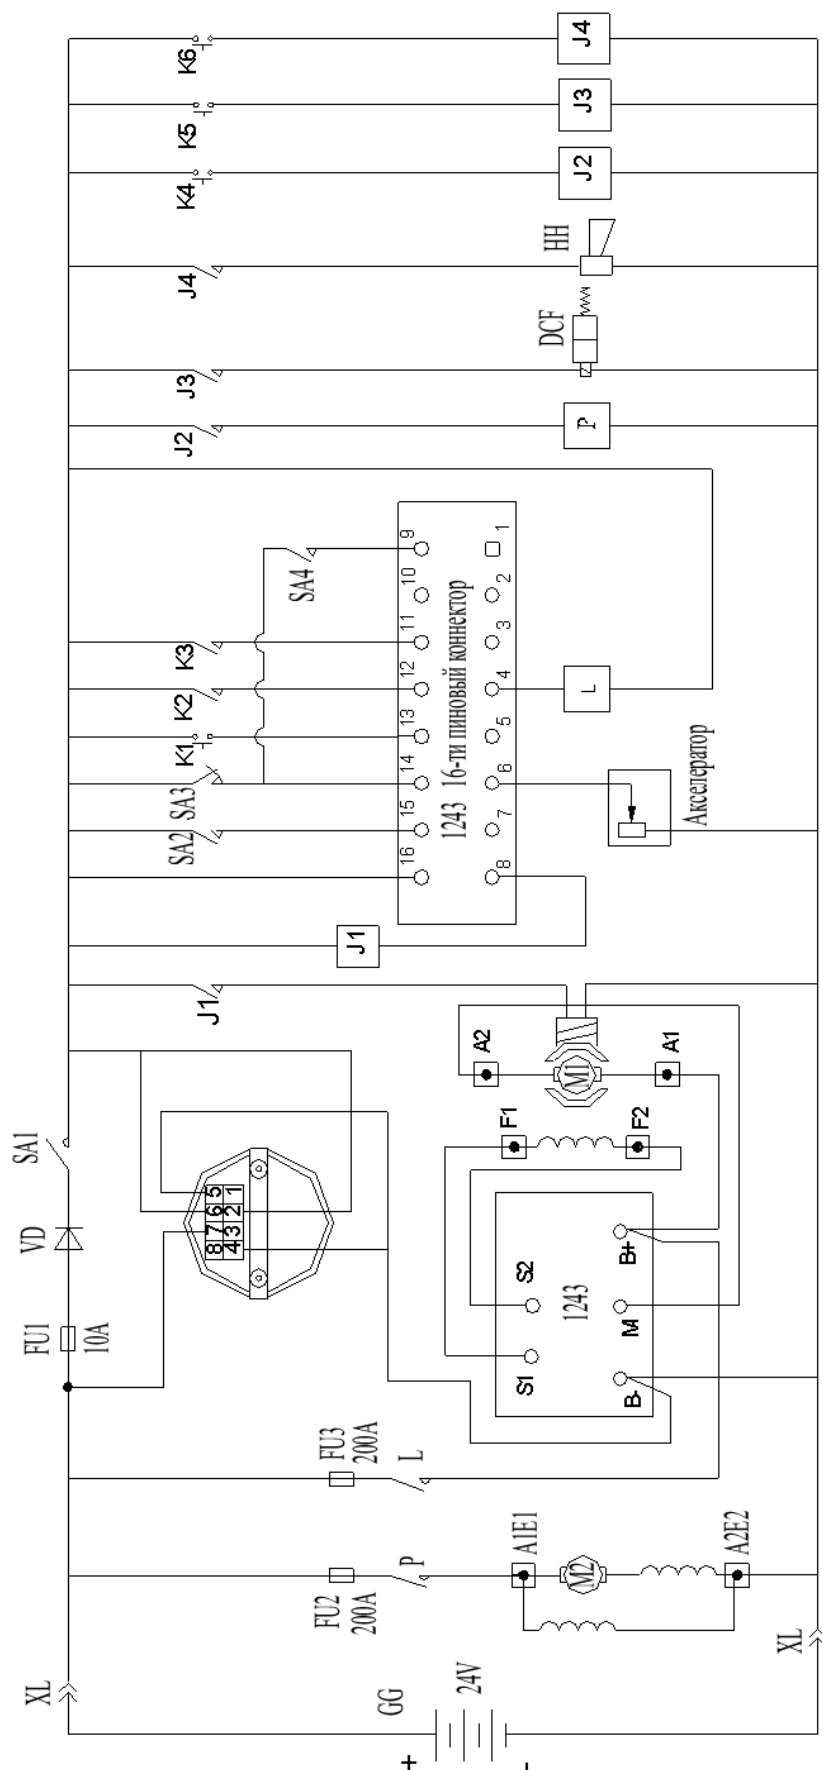 XL
FU1
10A
VD
SA1
J1
SA2
SA3
K1
K2
K3
J2
J3
J4
K4
K5
K6
8 7 6 5
4 3 2 1
SA4
FU2
200A
FU3
200A
J1
GG
+
24V
-
P
L
16 15 14 13 12 11 10 9
1243 16-ти пиновый коннектор
8 7 6 5 4 3 2 1
A2
F1
A1E1
S1
S2
DCF
HH
M2
1243
M1
L
P
J2
J3
J4
B-
M
B+
F2
A1
Акселератор
A2E2
XL